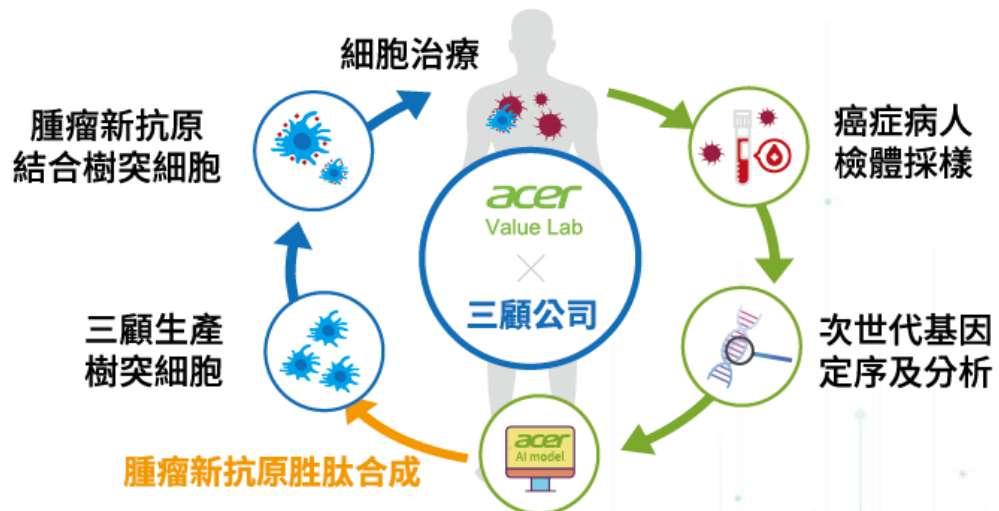 細胞治療
腫瘤新抗原
結合樹突細胞
癌症病人
檢體採樣
acer
Value Lab
×
三顧公司
三顧生產
樹突細胞
次世代基因
定序及分析
acer
AI model
腫瘤新抗原胜肽合成